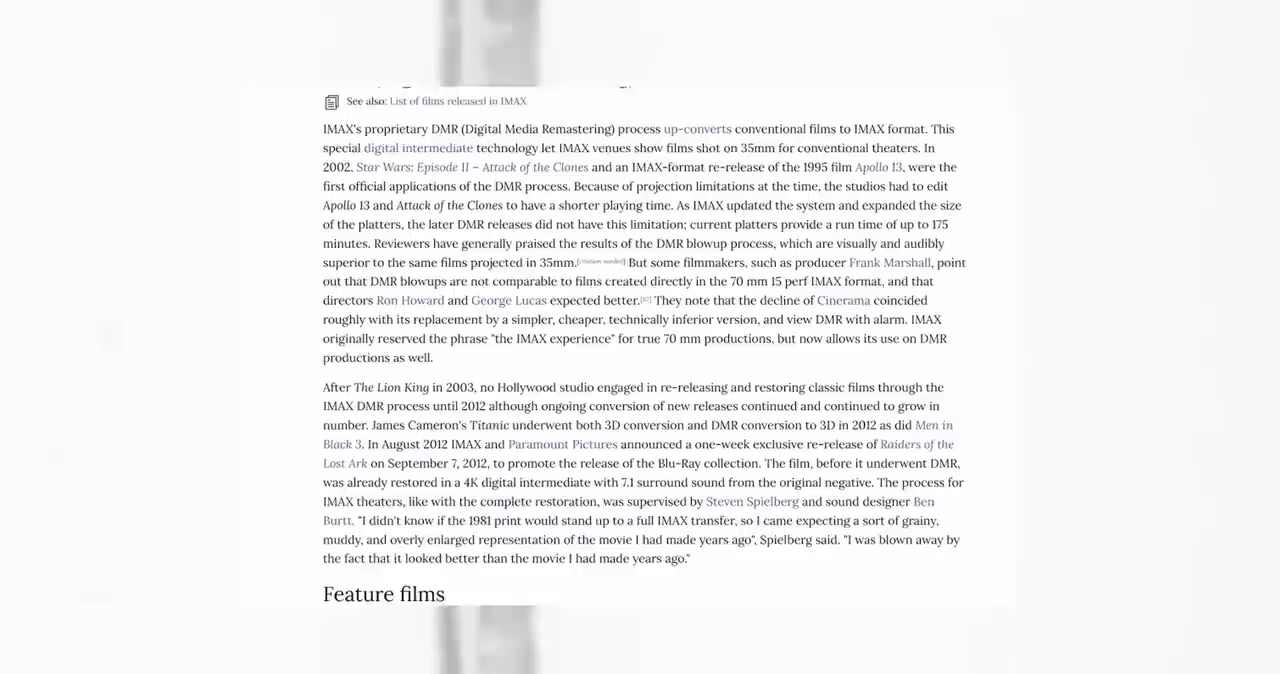 See also: List of films released in IMAX
IMAX's proprietary DMR (Digital Media Remastering) process up-converts conventional films to IMAX format. This
special digital intermediate technology let IMAX venues show films shot on 35mm for conventional theaters. In
2002, Star Wars: Episode II – Attack of the Clones and an IMAX-format re-release of the 1995 film Apollo 13, were the
first official applications of the DMR process. Because of projection limitations at the time, the studios had to edit
Apollo 13 and Attack of the Clones to have a shorter playing time. As IMAX updated the system and expanded the size
of the platters, the later DMR releases did not have this limitation; current platters provide a run time of up to 175
minutes. Reviewers have generally praised the results of the DMR blowup process, which are visually and audibly
superior to the same films projected in 35mm.[citation needed] But some filmmakers, such as producer Frank Marshall, point
out that DMR blowups are not comparable to films created directly in the 70 mm 15 perf IMAX format, and that
directors Ron Howard and George Lucas expected better. They note that the decline of Cinerama coincided
roughly with its replacement by a simpler, cheaper, technically inferior version, and view DMR with alarm. IMAX
originally reserved the phrase "the IMAX experience" for true 70 mm productions, but now allows its use on DMR
productions as well.
After The Lion King in 2003, no Hollywood studio engaged in re-releasing and restoring classic films through the
IMAX DMR process until 2012 although ongoing conversion of new releases continued and continued to grow in
number. James Cameron's Titanic underwent both 3D conversion and DMR conversion to 3D in 2012 as did Men in
Black 3. In August 2012 IMAX and Paramount Pictures announced a one-week exclusive re-release of Raiders of the
Lost Ark on September 7, 2012, to promote the release of the Blu-Ray collection. The film, before it underwent DMR,
was already restored in a 4K digital intermediate with 7.1 surround sound from the original negative. The process for
IMAX theaters, like with the complete restoration, was supervised by Steven Spielberg and sound designer Ben
Burtt. "I didn't know if the 1981 print would stand up to a full IMAX transfer, so I came expecting a sort of grainy,
muddy, and overly enlarged representation of the movie I had made years ago", Spielberg said. "I was blown away by
the fact that it looked better than the movie I had made years ago."
Feature films